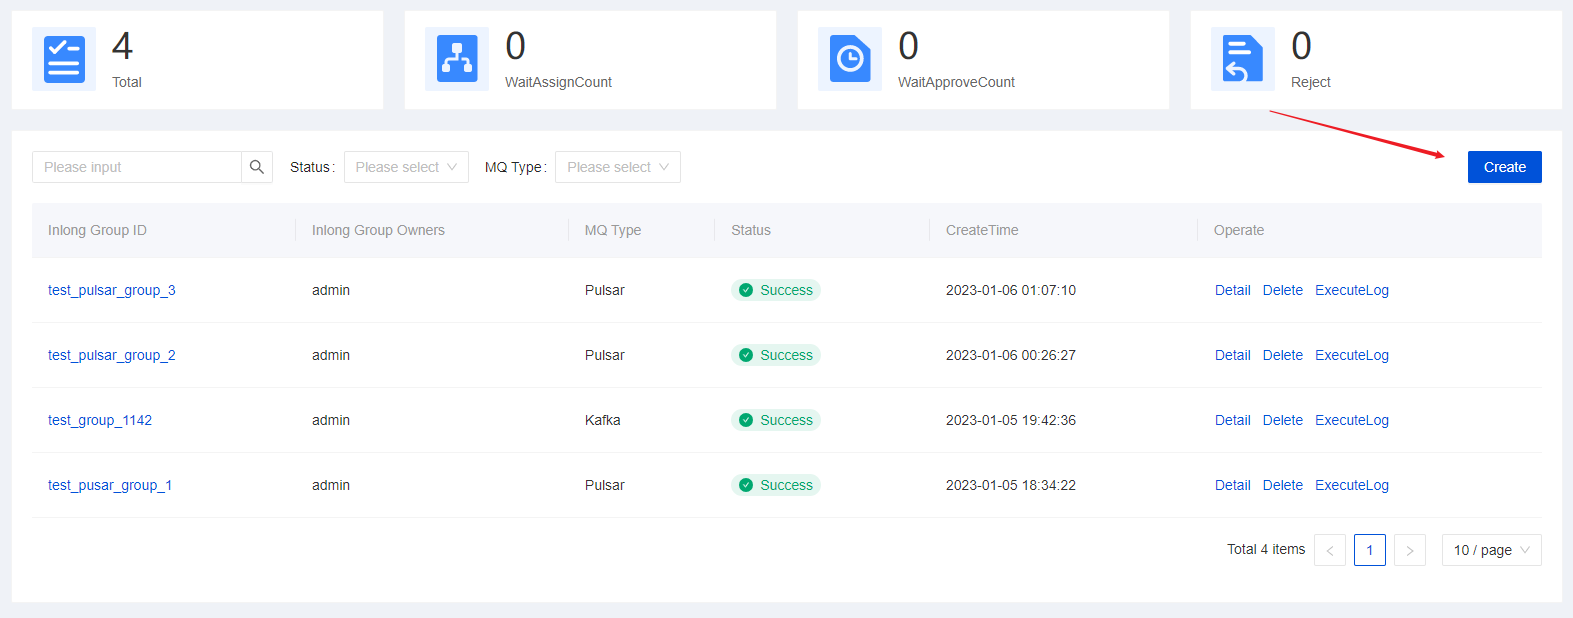 4
Total
0
WaitAssignCount
0
WaitApproveCount
0
Reject
Please input Status: Please select MQ Type: Please select Create
Inlong Group ID Inlong Group Owners MQ Type Status CreateTime Operate
test_pulsar_group_3 admin Pulsar Success 2023-01-06 01:07:10 Detail Delete ExecuteLog
test_pulsar_group_2 admin Pulsar Success 2023-01-06 00:26:27 Detail Delete ExecuteLog
test_group_1142 admin Kafka Success 2023-01-05 19:42:36 Detail Delete ExecuteLog
test_pusar_group_1 admin Pulsar Success 2023-01-05 18:34:22 Detail Delete ExecuteLog
Total 4 items < 1 > 10 / page